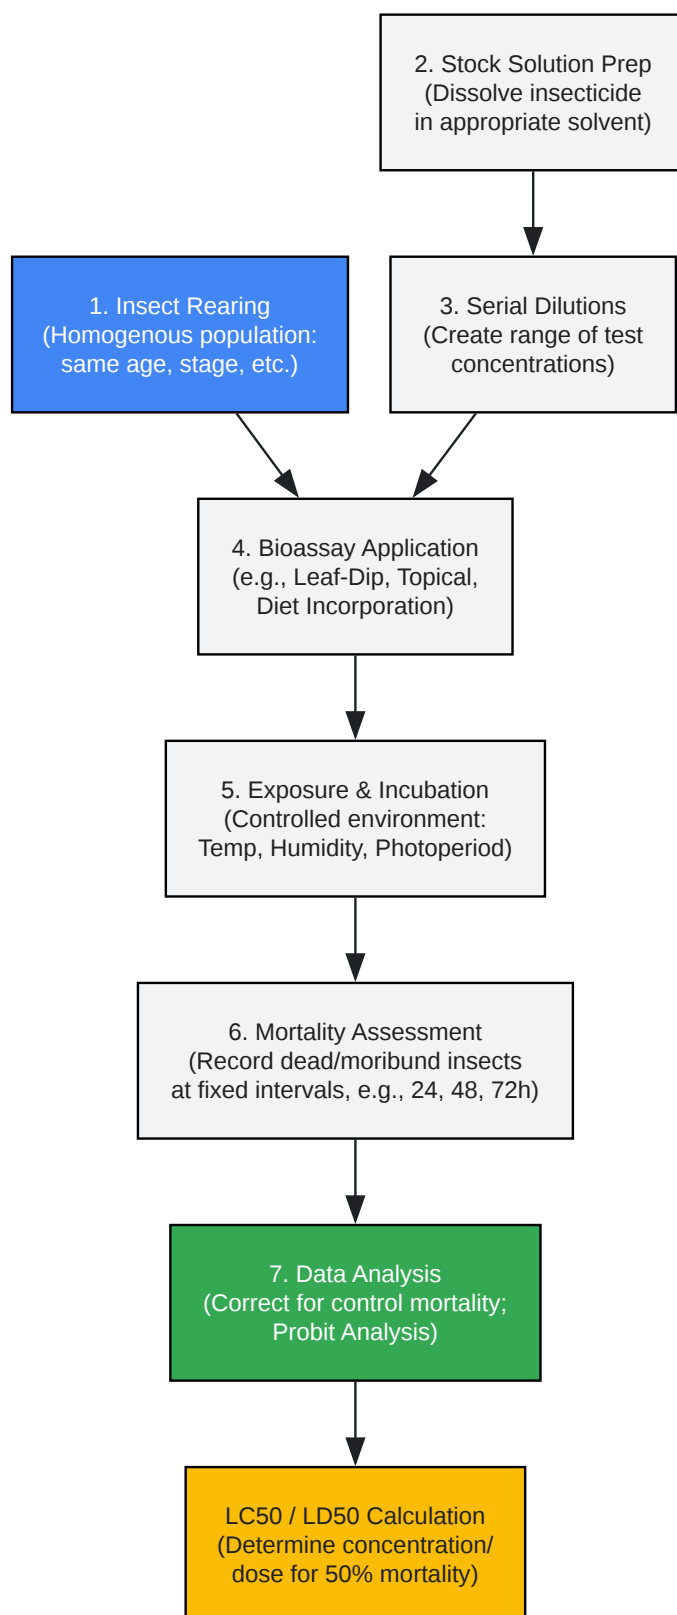 2. Stock Solution Prep
(Dissolve insecticide
in appropriate solvent)
1. Insect Rearing
(Homogenous population:
same age, stage, etc.)
3. Serial Dilutions
(Create range of test
concentrations)
4. Bioassay Application
(e.g., Leaf-Dip, Topical,
Diet Incorporation)
5. Exposure & Incubation
(Controlled environment:
Temp, Humidity, Photoperiod)
6. Mortality Assessment
(Record dead/moribund insects
at fixed intervals, e.g., 24, 48, 72h)
7. Data Analysis
(Correct for control mortality;
Probit Analysis)
LC50 / LD50 Calculation
(Determine concentration/
dose for 50% mortality)